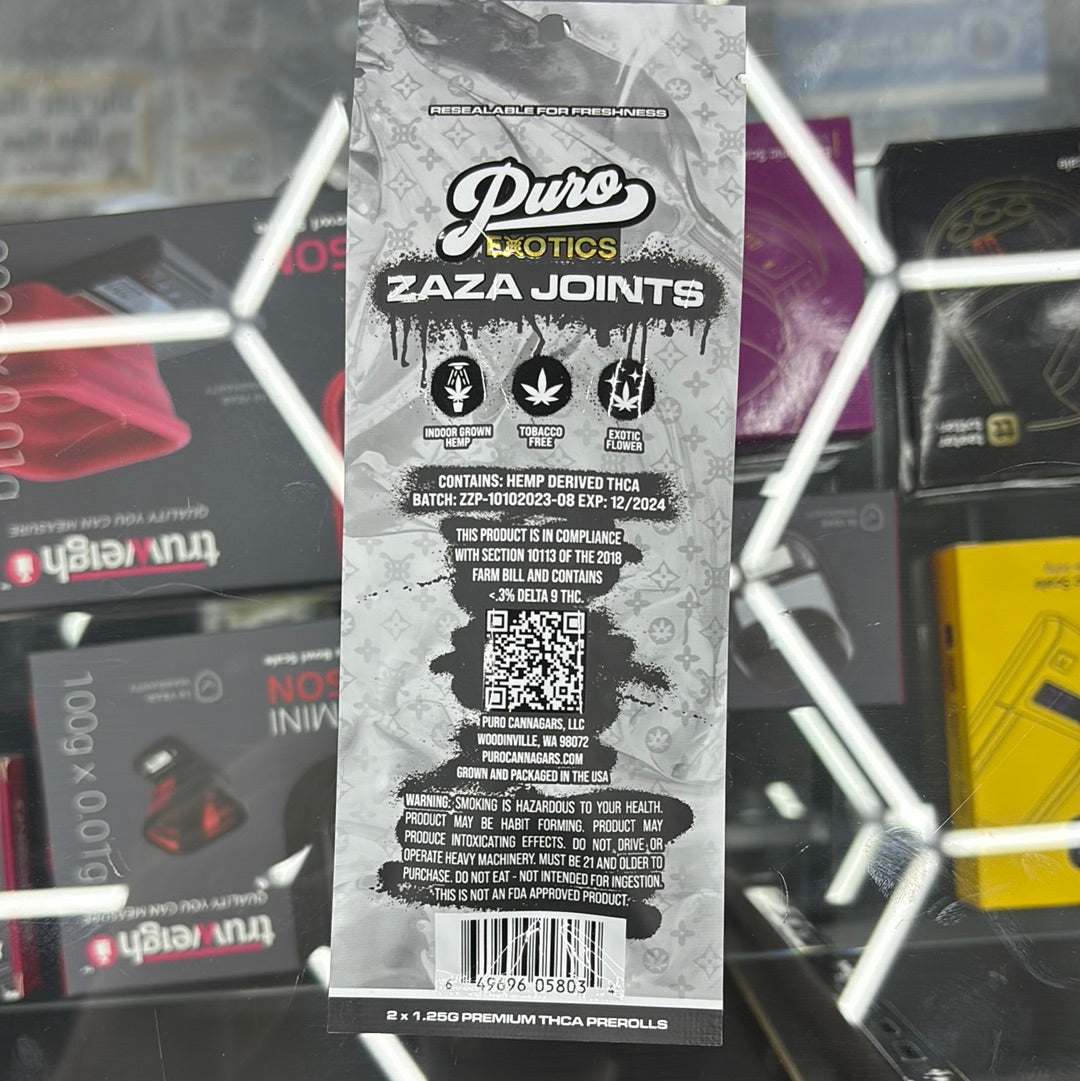 RESEALABLE FOR FRESHNESS
Puro
EXOTICS
ZAZA JOINTS
INDOOR GROWN
HEMP
TOBACCO
FREE
EXOTIC
FLOWER
CONTAINS: HEMP DERIVED THCA
BATCH: ZZP-10102023-08 EXP: 12/2024
THIS PRODUCT IS IN COMPLIANCE
WITH SECTION 10113 OF THE 2018
FARM BILL AND CONTAINS
<.3% DELTA 9 THC.
PURO CANNAGARS, LLC
WOODINVILLE, WA 98072
PUROCANNAGARS.COM
GROWN AND PACKAGED IN THE USA
WARNING: SMOKING IS HAZARDOUS TO YOUR HEALTH.
PRODUCT MAY BE HABIT FORMING. PRODUCT MAY
PRODUCE INTOXICATING EFFECTS. DO NOT DRIVE OR
OPERATE HEAVY MACHINERY. MUST BE 21 AND OLDER TO
PURCHASE. DO NOT EAT - NOT INTENDED FOR INGESTION.
THIS IS NOT AN FDA APPROVED PRODUCT.
6 49696 05803 4
2 x 1.25G PREMIUM THCA PREROLLS
QUALITY YOU CAN MEASURE
truweigh
MINI
100g x 0.01g
QUALITY YOU CAN MEASURE
truweigh